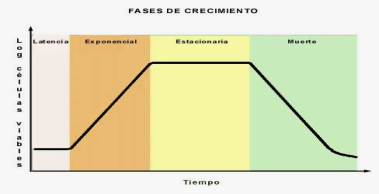 FASES DE CRECIMIENTO
Latencia
Exponencial
Estacionaria
Muerte
Log células viables
Tiempo